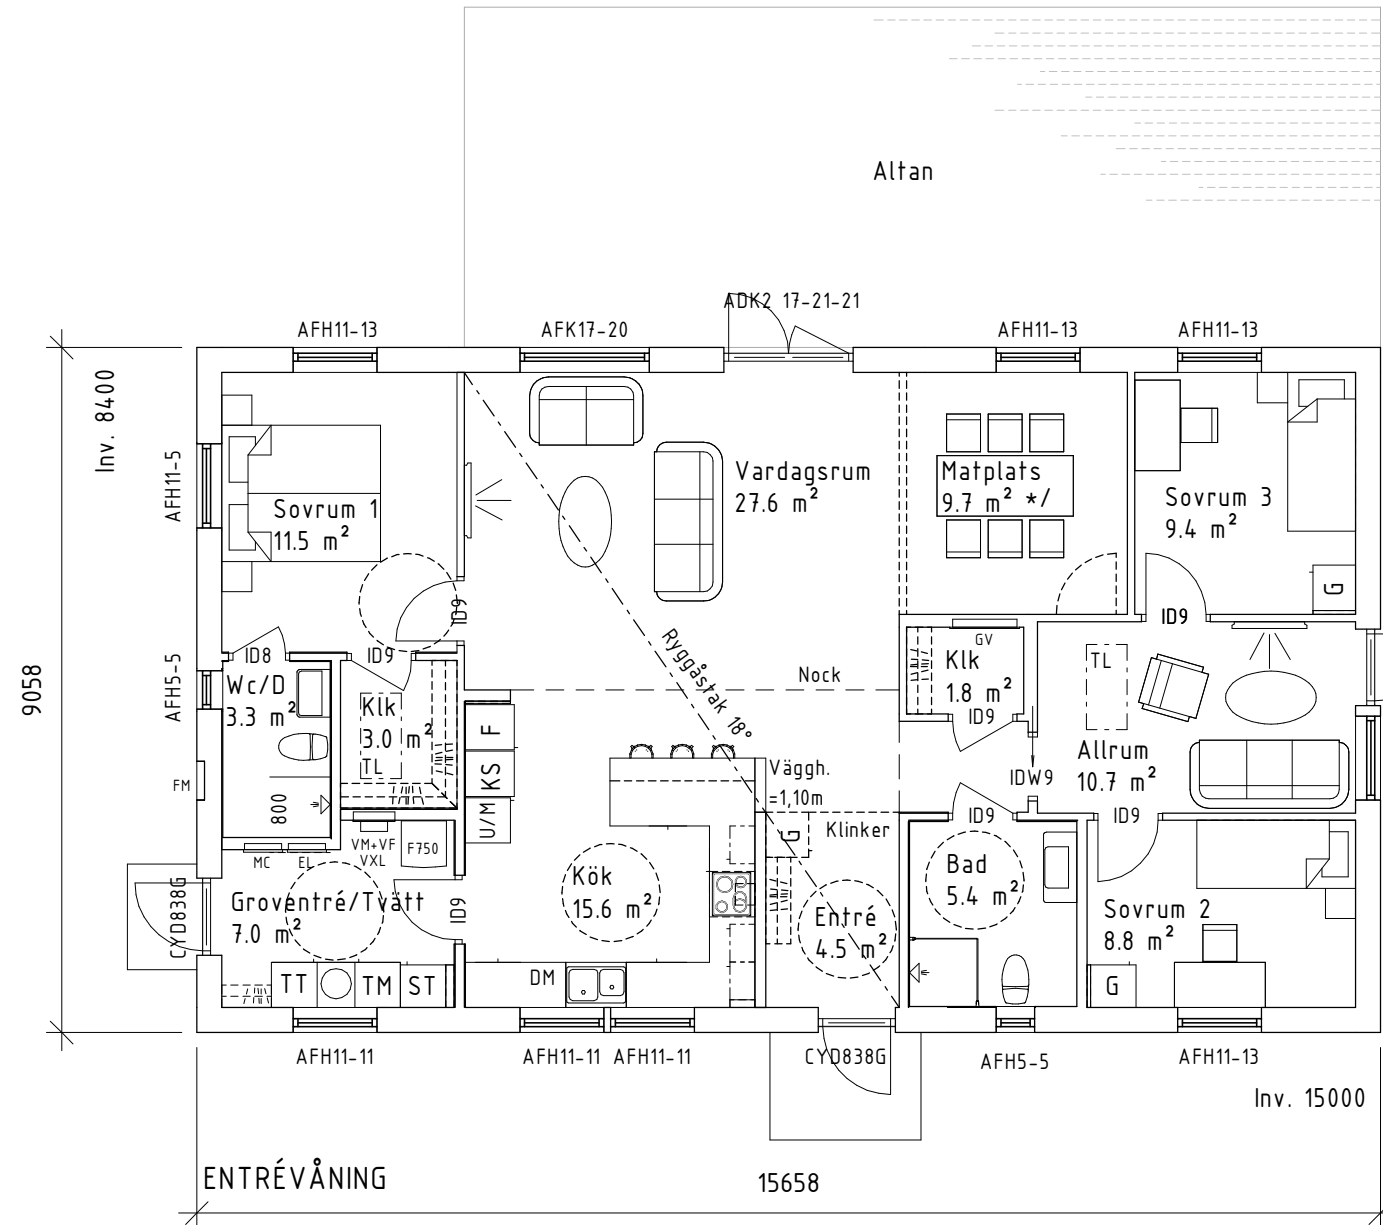 Altan
ADK2 17-21-21
AFH11-13
AFK17-20
AFH11-13
AFH11-13
Inv. 8400
AFH11-5
Vardagsrum
27.6 m²
Matplats
9.7 m² */
Sovrum 3
9.4 m²
Sovrum 1
11.5 m²
G
ID9
ID9
Ryggåstak 18°
GV
Klk
1.8 m²
TL
ID8
ID9
Nock
9058
AFH5-5
Wc/D
3.3 m²
Klk
3.0 m²
TL
F
KS
U/M
ID9
IDW9
Allrum
10.7 m²
Väggh.
=1,10m
FM
800
G
Klinker
ID9
ID9
MC
EL
VM+VF
VXL
F750
Kök
15.6 m²
Bad
5.4 m²
Groventré/Tvätt
7.0 m²
CYD838G
ID9
Entré
4.5 m²
Sovrum 2
8.8 m²
TT
TM
ST
DM
G
AFH11-11
AFH11-11
AFH11-11
CYD838G
AFH5-5
AFH11-13
Inv. 15000
ENTRÉVÅNING
15658